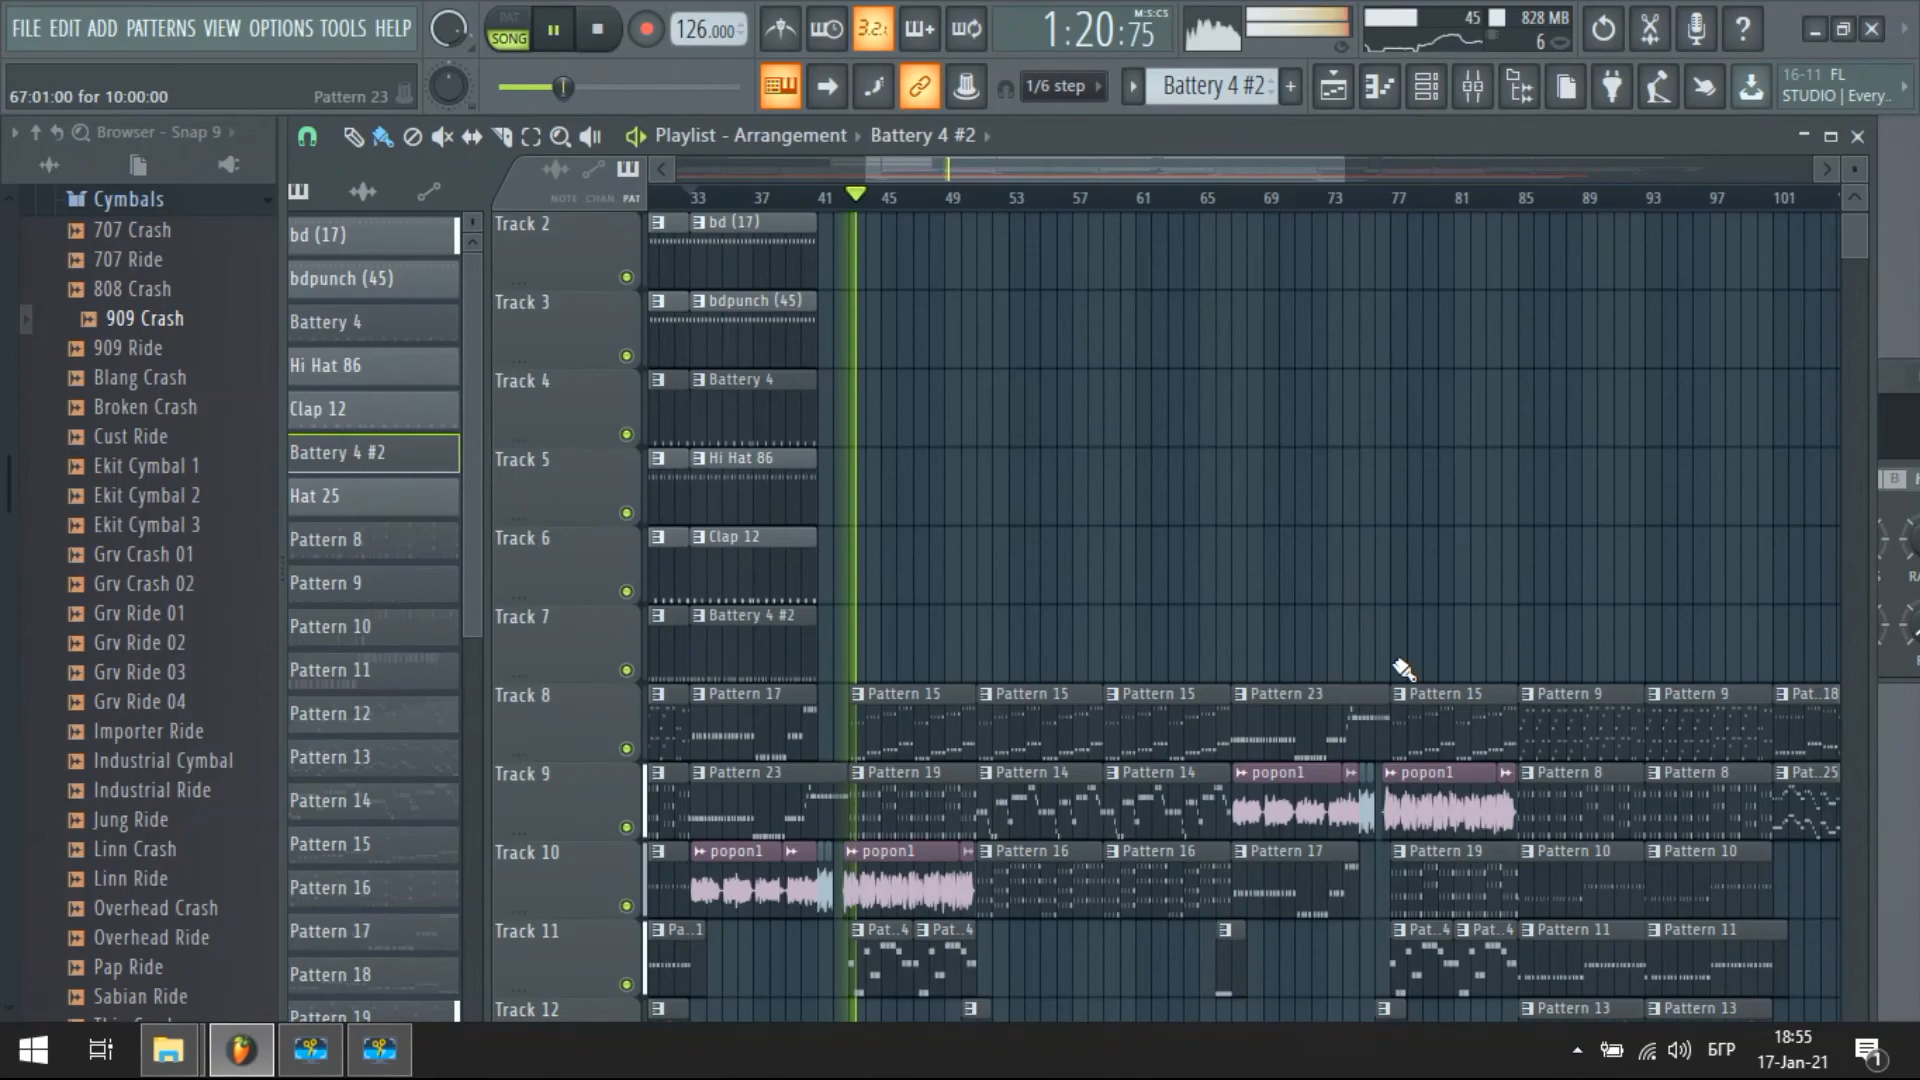 FILE EDIT ADD PATTERNS VIEW OPTIONS TOOLS HELP
PAT
SONG
126.000
3.2.1
1:20:75
M:S:CS
45
828 MB
6
67:01:00 for 10:00:00
Pattern 23
1/6 step
Battery 4 #2
16-11 FL
STUDIO | Every..
Browser - Snap 9
Playlist - Arrangement
Battery 4 #2
NOTE CHAN PAT
33 37 41 45 49 53 57 61 65 69 73 77 81 85 89 93 97 101
Cymbals
707 Crash
707 Ride
808 Crash
909 Crash
909 Ride
Blang Crash
Broken Crash
Cust Ride
Ekit Cymbal 1
Ekit Cymbal 2
Ekit Cymbal 3
Grv Crash 01
Grv Crash 02
Grv Ride 01
Grv Ride 02
Grv Ride 03
Grv Ride 04
Importer Ride
Industrial Cymbal
Industrial Ride
Jung Ride
Linn Crash
Linn Ride
Overhead Crash
Overhead Ride
Pap Ride
Sabian Ride
bd (17)
bdpunch (45)
Battery 4
Hi Hat 86
Clap 12
Battery 4 #2
Hat 25
Pattern 8
Pattern 9
Pattern 10
Pattern 11
Pattern 12
Pattern 13
Pattern 14
Pattern 15
Pattern 16
Pattern 17
Pattern 18
Pattern 19
Track 2
bd (17)
Track 3
bdpunch (45)
Track 4
Battery 4
Track 5
Hi Hat 86
Track 6
Clap 12
Track 7
Battery 4 #2
Track 8
Pattern 17 Pattern 15 Pattern 15 Pattern 15 Pattern 23 Pattern 15 Pattern 9 Pattern 9 Pat..18
Track 9
Pattern 23 Pattern 19 Pattern 14 Pattern 14 popon1 popon1 Pattern 8 Pattern 8 Pat..25
Track 10
popon1 popon1 Pattern 16 Pattern 16 Pattern 17 Pattern 19 Pattern 10 Pattern 10
Track 11
Pa..1 Pat..4 Pat..4 Pat..4 Pat..4 Pattern 11 Pattern 11
Track 12
Pattern 13 Pattern 13
B
БГР
18:55
17-Jan-21
1